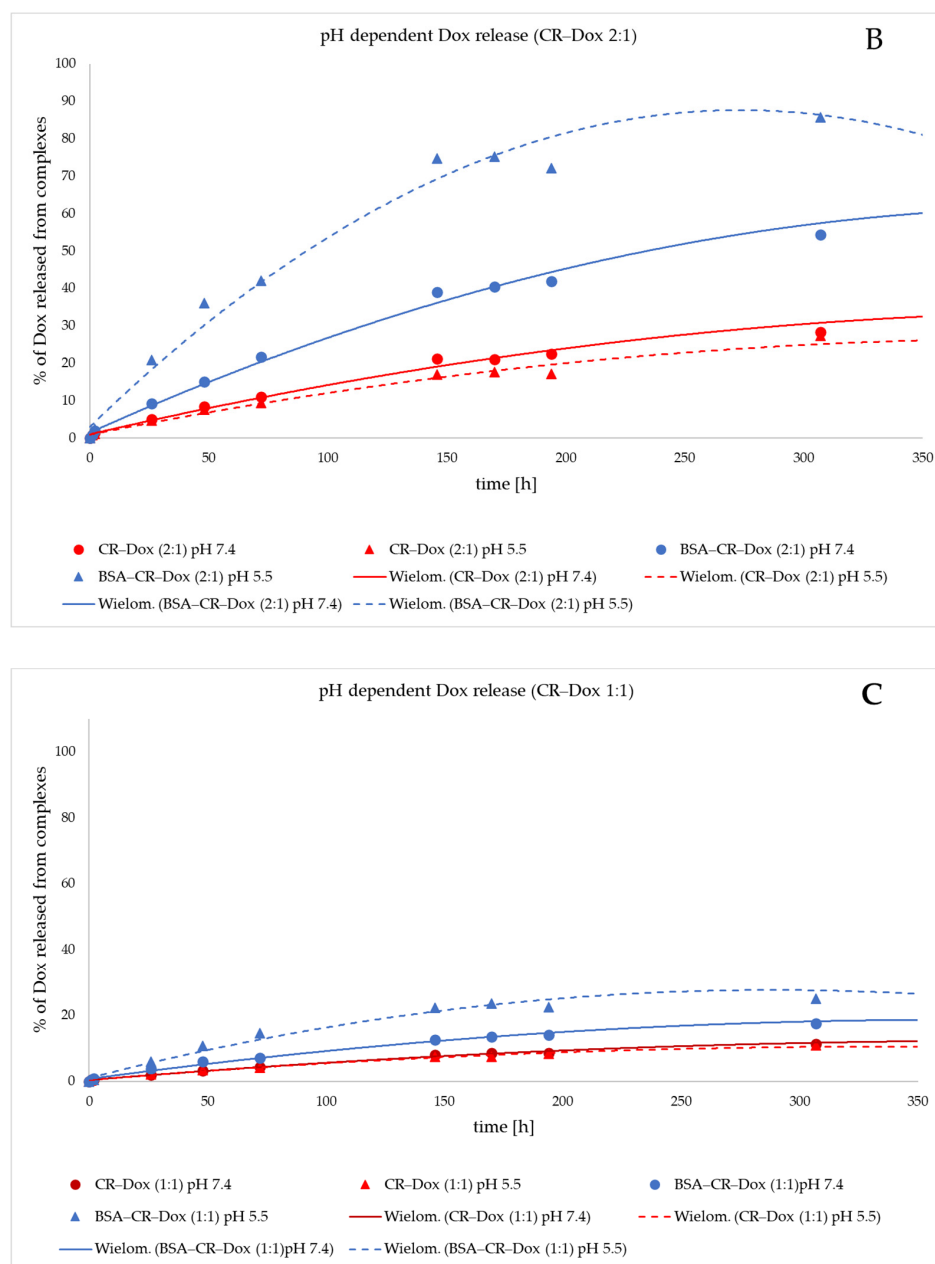 pH dependent Dox release (CR–Dox 2:1)
B
% of Dox released from complexes
100
90
80
70
60
50
40
30
20
10
0
0 50 100 150 200 250 300 350
time [h]
CR–Dox (2:1) pH 7.4 CR–Dox (2:1) pH 5.5 BSA–CR–Dox (2:1) pH 7.4
BSA–CR–Dox (2:1) pH 5.5 Wielom. (CR–Dox (2:1) pH 7.4) Wielom. (CR–Dox (2:1) pH 5.5)
Wielom. (BSA–CR–Dox (2:1) pH 7.4) Wielom. (BSA–CR–Dox (2:1) pH 5.5)
pH dependent Dox release (CR–Dox 1:1)
C
% of Dox released from complexes
100
80
60
40
20
0
0 50 100 150 200 250 300 350
time [h]
CR–Dox (1:1) pH 7.4 CR–Dox (1:1) pH 5.5 BSA–CR–Dox (1:1)pH 7.4
BSA–CR–Dox (1:1) pH 5.5 Wielom. (CR–Dox (1:1) pH 7.4) Wielom. (CR–Dox (1:1) pH 5.5)
Wielom. (BSA–CR–Dox (1:1)pH 7.4) Wielom. (BSA–CR–Dox (1:1) pH 5.5)